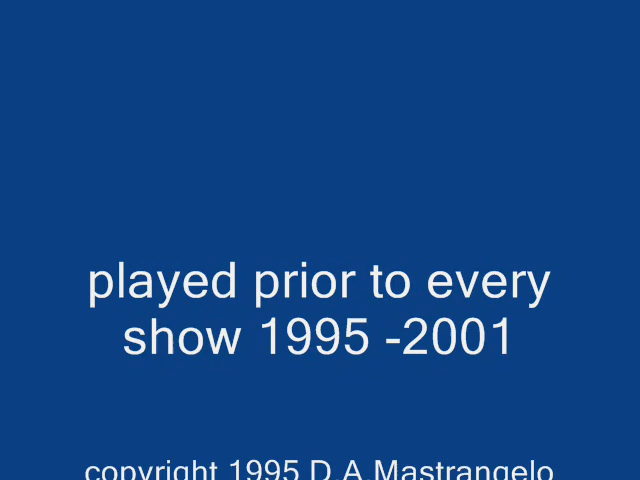 played prior to every
show 1995 -2001
copyright 1995 D.A.Mastrangelo